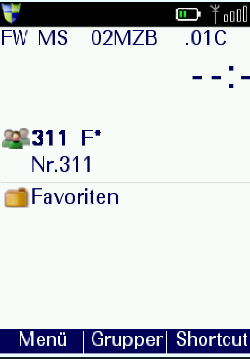 FW MS 02MZB .01C
--:-
311 F*
Nr.311
Favoriten
Menü Grupper Shortcut